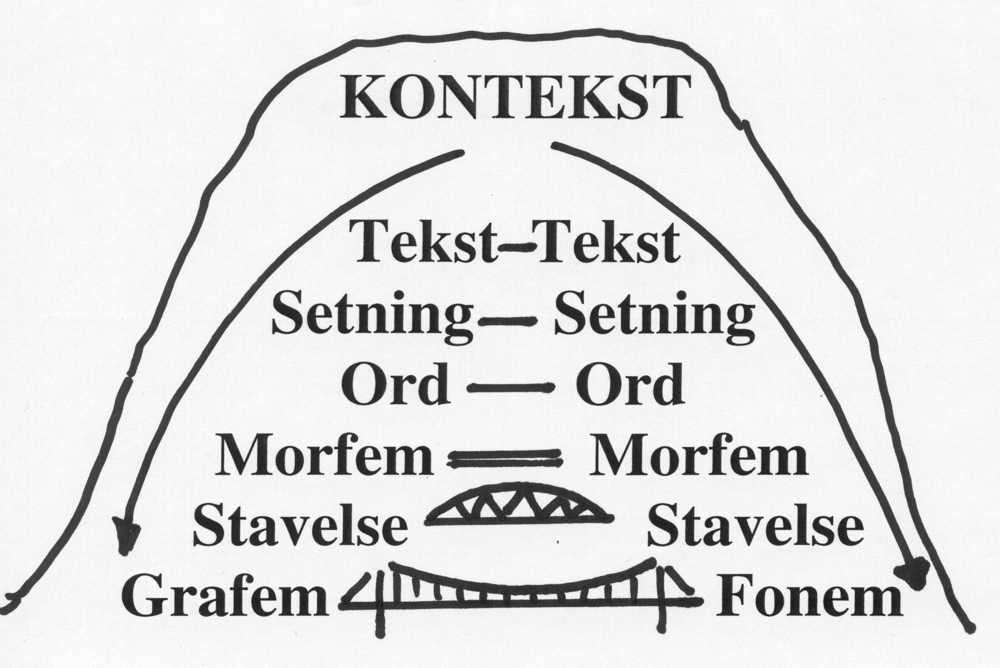 KONTEKST
Tekst–Tekst
Setning — Setning
Ord — Ord
Morfem = Morfem
Stavelse Stavelse
Grafem Fonem